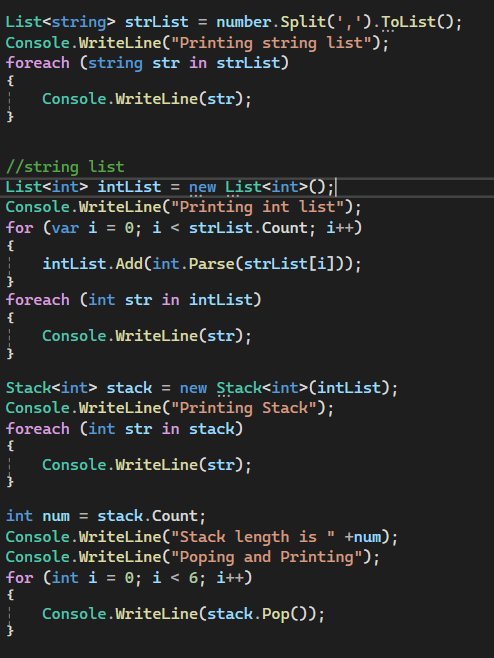 List<string> strList = number.Split(',').ToList();
Console.WriteLine("Printing string list");
foreach (string str in strList)
{
    Console.WriteLine(str);
}
//string list
List<int> intList = new List<int>();
Console.WriteLine("Printing int list");
for (var i = 0; i < strList.Count; i++)
{
    intList.Add(int.Parse(strList[i]));
}
foreach (int str in intList)
{
    Console.WriteLine(str);
}
Stack<int> stack = new Stack<int>(intList);
Console.WriteLine("Printing Stack");
foreach (int str in stack)
{
    Console.WriteLine(str);
}
int num = stack.Count;
Console.WriteLine("Stack length is " +num);
Console.WriteLine("Poping and Printing");
for (int i = 0; i < 6; i++)
{
    Console.WriteLine(stack.Pop());
}